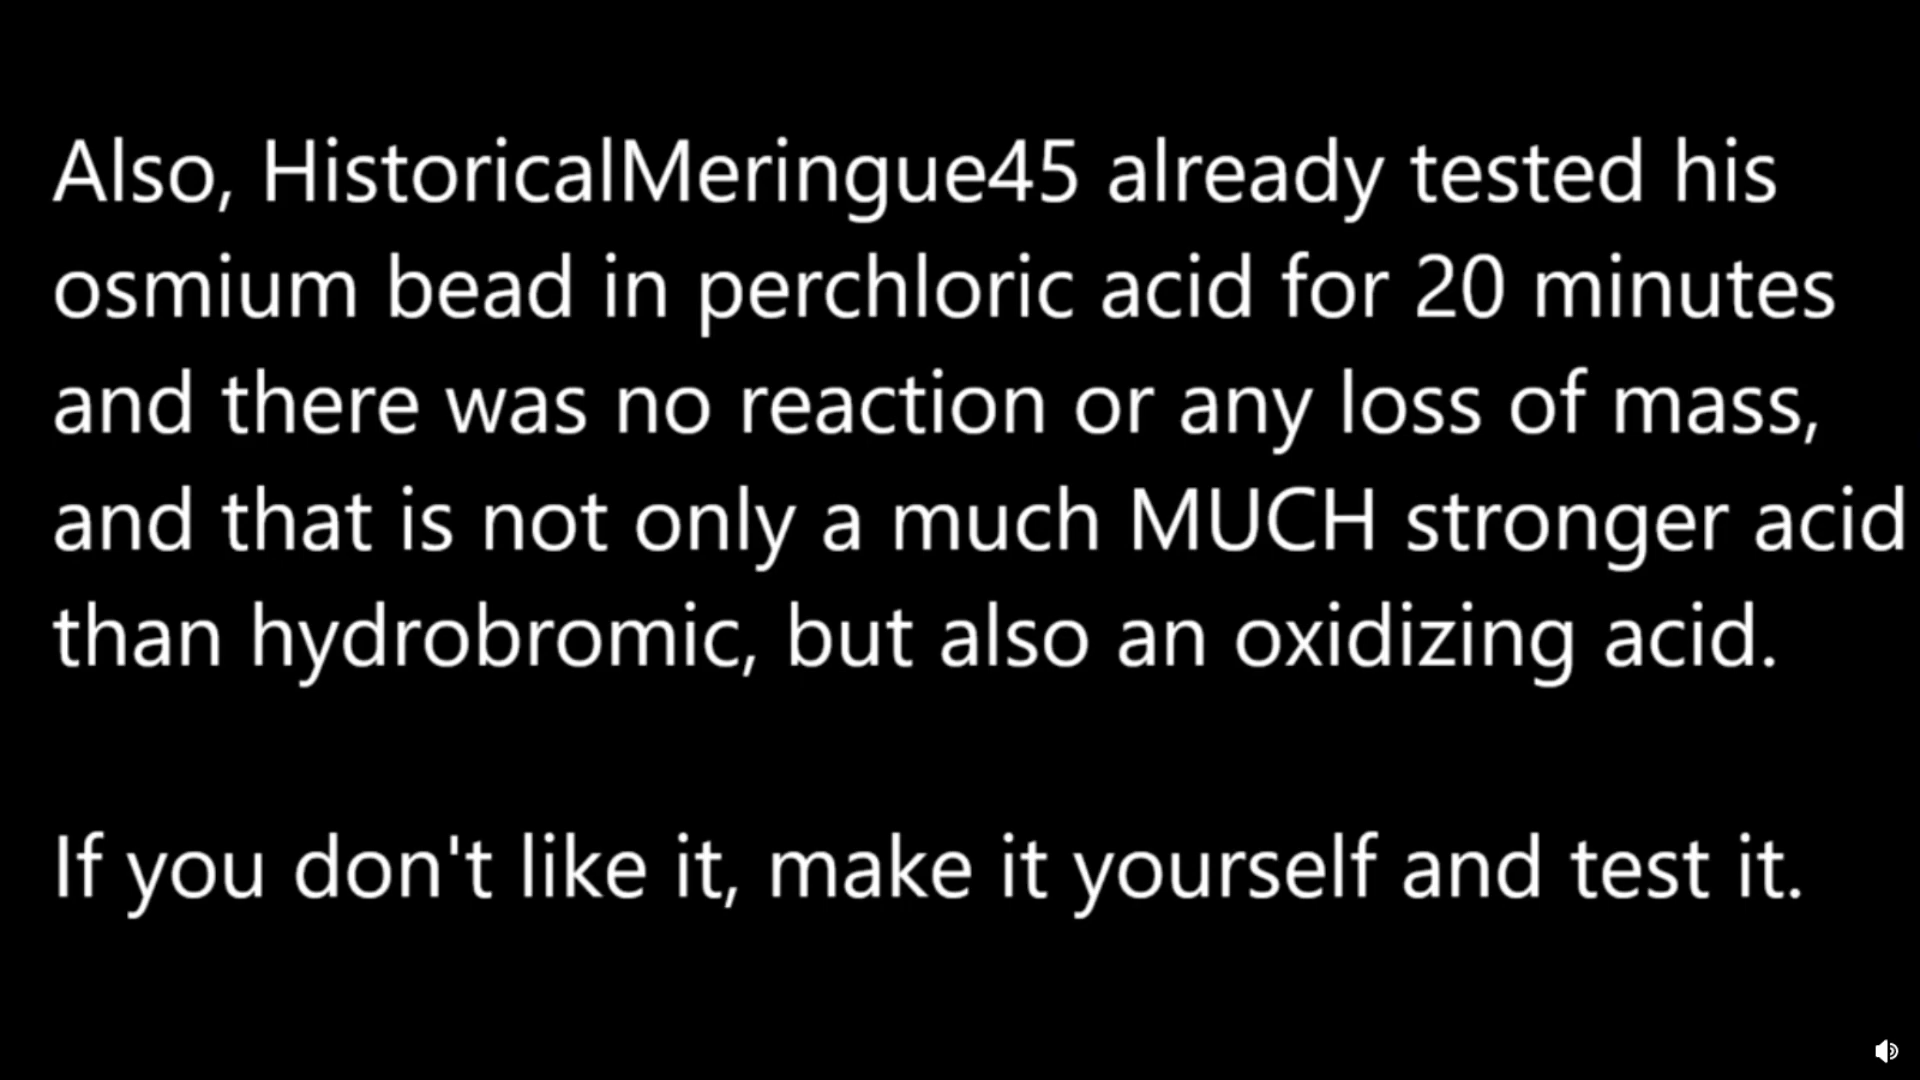 Also, HistoricalMeringue45 already tested his
osmium bead in perchloric acid for 20 minutes
and there was no reaction or any loss of mass,
and that is not only a much MUCH stronger acid
than hydrobromic, but also an oxidizing acid.
If you don't like it, make it yourself and test it.